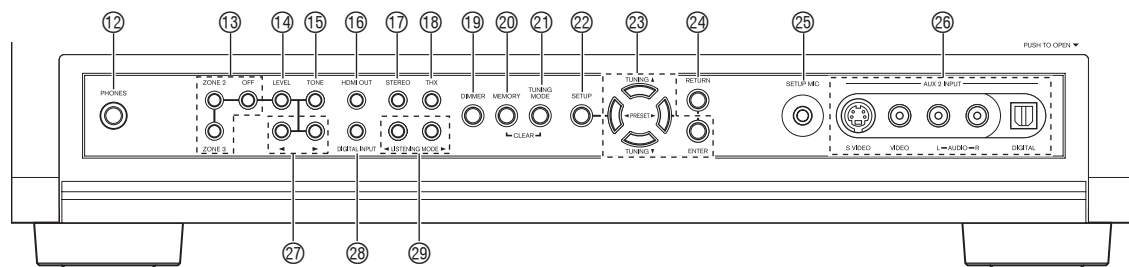 ⑫ ⑬ ⑭ ⑮ ⑯ ⑰ ⑱ ⑲ ⑳ ㉑ ㉒ ㉓ ㉔ ㉕ ㉖
PUSH TO OPEN ▼
PHONES
ZONE 2 OFF LEVEL TONE HDMI OUT STEREO THX
DIMMER MEMORY TUNING MODE SETUP
TUNING ▲
RETURN
SETUP MIC
AUX 2 INPUT
◄ PRESET ►
CLEAR
ZONE 3 ◄ ► DIGITAL INPUT ◄ LISTENING MODE ►
TUNING ▼
ENTER
S VIDEO VIDEO L AUDIO R DIGITAL
㉗ ㉘ ㉙